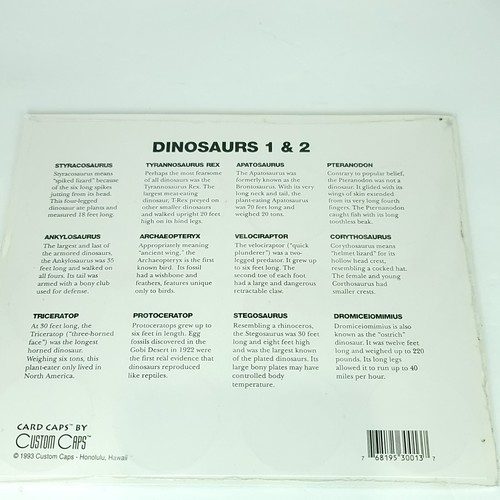 DINOSAURS 1 & 2
STYRACOSAURUS
Styracosaurus means
"spiked lizard" because
of the six long spikes
jutting from its head.
This four-legged
dinosaur ate plants and
measured 18 feet long.
TYRANNOSAURUS REX
Perhaps the most fearsome
of all dinosaurs was the
Tyrannosaurus Rex. The
largest meat-eating
dinosaur, T-Rex preyed on
other smaller dinosaurs
and walked upright 20 feet
high on its hind legs.
APATOSAURUS
The Apatosaurus was
formerly known as the
Brontosaurus. With its very
long neck and tail, the
plant-eating Apatosaurus
was 70 feet long and
weighed 20 tons.
PTERANODON
Contrary to popular belief,
the Pteranodon was not a
dinosaur. It glided with its
wings of skin extended
from its very long fourth
fingers. The Pteranodon
caught fish with its long
toothless beak.
ANKYLOSAURUS
The largest and last of
the armored dinosaurs,
the Ankylosaurus was 35
feet long and walked on
all fours. Its tail was
armed with a bony club
used for defense.
ARCHAEOPTERYX
Appropriately meaning
"ancient wing," the
Archaeopteryx is the first
known bird. Its fossil
had a wishbone and
feathers, features unique
only to birds.
VELOCIRAPTOR
The velociraptor ("quick
plunderer") was a two-
legged predator. It grew up
to six feet long. The
second toe of each foot
had a large and dangerous
retractable claw.
CORYTHOSAURUS
Corythosaurus means
"helmet lizard" for its
hollow head crest,
resembling a cocked hat.
The female and young
Corthosaurus had
smaller crests.
TRICERATOP
At 30 feet long, the
Triceratop ("three-horned
face") was the longest
horned dinosaur.
Weighing six tons, this
plant-eater only lived in
North America.
PROTOCERATOP
Protoceratops grew up to
six feet in length. Egg
fossils discovered in the
Gobi Desert in 1922 were
the first real evidence that
dinosaurs reproduced
like reptiles.
STEGOSAURUS
Resembling a rhinoceros,
the Stegosaurus was 30 feet
long and eight feet high
and was the largest known
of the plated dinosaurs. Its
large bony plates may have
controlled body
temperature.
DROMICEIOMIMIUS
Dromiceiomimius is also
known as the "ostrich"
dinosaur. It was twelve feet
long and weighed up to 220
pounds. Its long legs
allowed it to run up to 40
miles per hour.
CARD CAPS™ BY
CUSTOM CAPS™
© 1993 Custom Caps - Honolulu, Hawaii
7 68195 30013 7